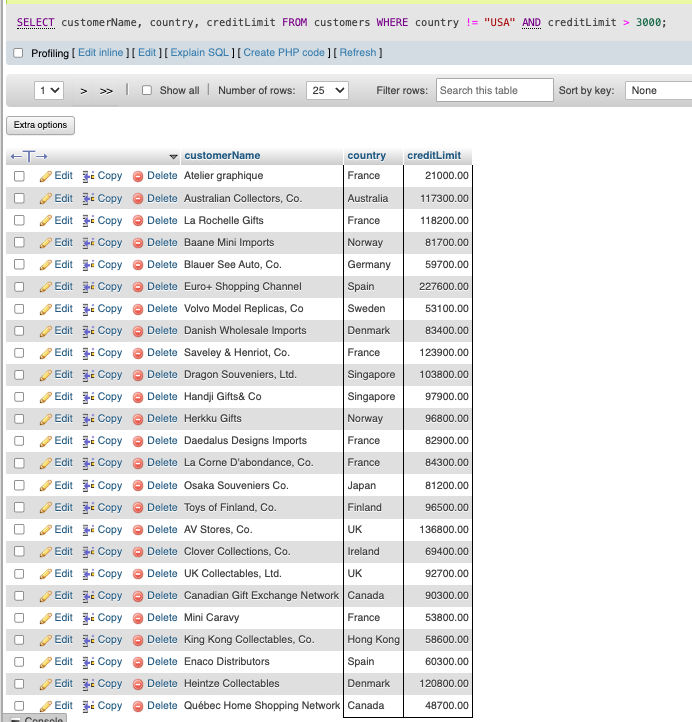 SELECT customerName, country, creditLimit FROM customers WHERE country != "USA" AND creditLimit > 3000;
Profiling [ Edit inline ] [ Edit ] [ Explain SQL ] [ Create PHP code ] [ Refresh ]
1 > >> | Show all | Number of rows: 25 Filter rows: Search this table Sort by key: None
Extra options
customerName country creditLimit
Edit Copy Delete Atelier graphique France 21000.00
Edit Copy Delete Australian Collectors, Co. Australia 117300.00
Edit Copy Delete La Rochelle Gifts France 118200.00
Edit Copy Delete Baane Mini Imports Norway 81700.00
Edit Copy Delete Blauer See Auto, Co. Germany 59700.00
Edit Copy Delete Euro+ Shopping Channel Spain 227600.00
Edit Copy Delete Volvo Model Replicas, Co Sweden 53100.00
Edit Copy Delete Danish Wholesale Imports Denmark 83400.00
Edit Copy Delete Saveley & Henriot, Co. France 123900.00
Edit Copy Delete Dragon Souveniers, Ltd. Singapore 103800.00
Edit Copy Delete Handji Gifts& Co Singapore 97900.00
Edit Copy Delete Herkku Gifts Norway 96800.00
Edit Copy Delete Daedalus Designs Imports France 82900.00
Edit Copy Delete La Corne D'abondance, Co. France 84300.00
Edit Copy Delete Osaka Souveniers Co. Japan 81200.00
Edit Copy Delete Toys of Finland, Co. Finland 96500.00
Edit Copy Delete AV Stores, Co. UK 136800.00
Edit Copy Delete Clover Collections, Co. Ireland 69400.00
Edit Copy Delete UK Collectables, Ltd. UK 92700.00
Edit Copy Delete Canadian Gift Exchange Network Canada 90300.00
Edit Copy Delete Mini Caravy France 53800.00
Edit Copy Delete King Kong Collectables, Co. Hong Kong 58600.00
Edit Copy Delete Enaco Distributors Spain 60300.00
Edit Copy Delete Heintze Collectables Denmark 120800.00
Edit Copy Delete Québec Home Shopping Network Canada 48700.00
Console